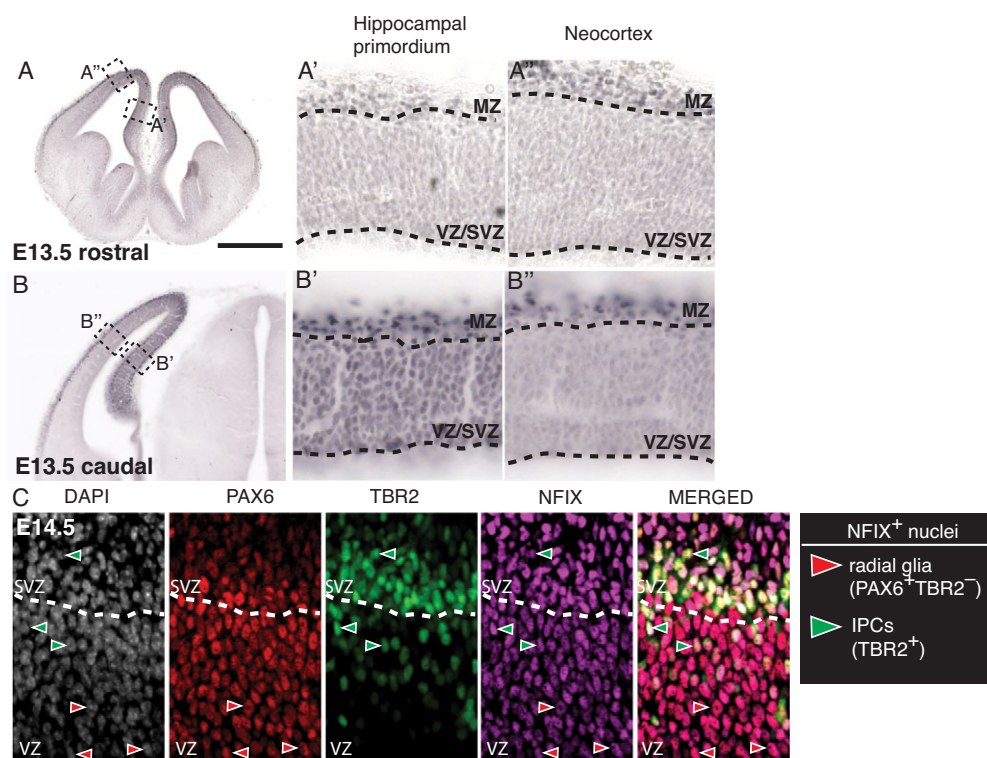 Hippocampal
primordium
Neocortex
A
A''
A'
E13.5 rostral
A'
MZ
VZ/SVZ
A''
MZ
VZ/SVZ
B
B''
B'
E13.5 caudal
B'
MZ
VZ/SVZ
B''
MZ
VZ/SVZ
C
DAPI
PAX6
TBR2
NFIX
MERGED
E14.5
SVZ
VZ
SVZ
VZ
SVZ
VZ
SVZ
VZ
SVZ
VZ
NFIX⁺ nuclei
radial glia
(PAX6⁺TBR2⁻)
IPCs
(TBR2⁺)